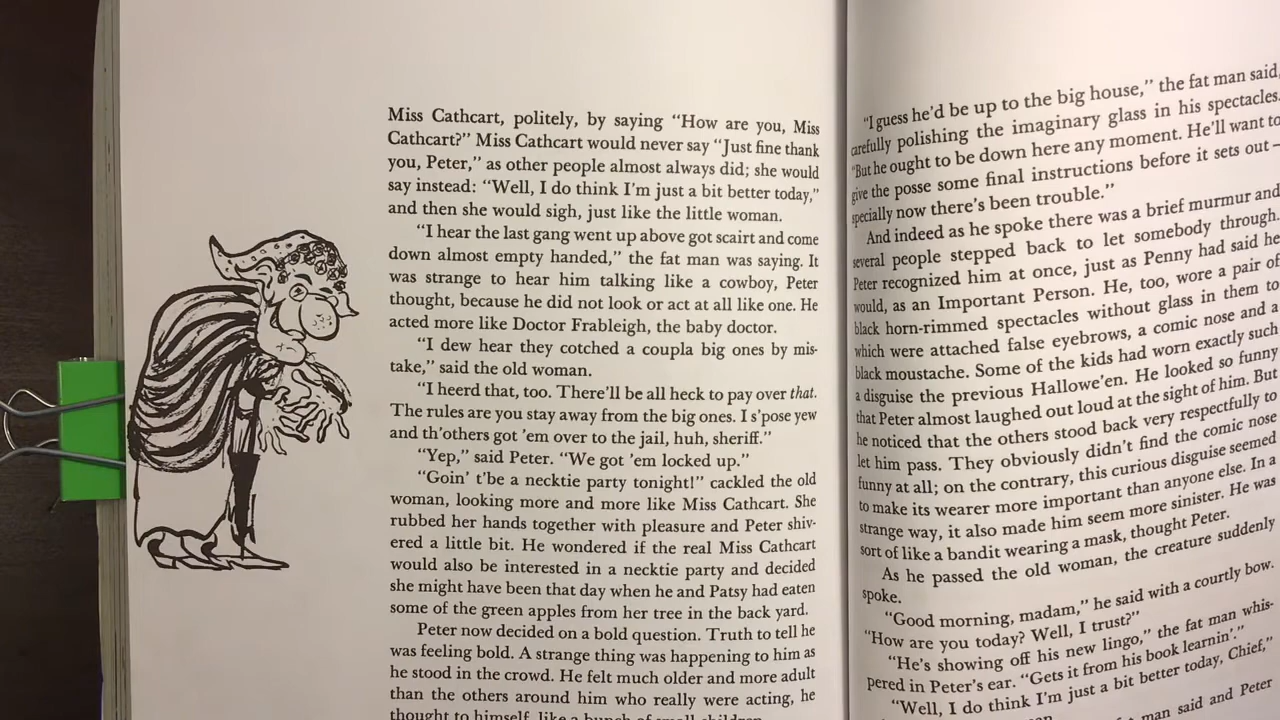 Miss Cathcart, politely, by saying “How are you, Miss
Cathcart?” Miss Cathcart would never say “Just fine thank
you, Peter,” as other people almost always did; she would
say instead: “Well, I do think I’m just a bit better today,”
and then she would sigh, just like the little woman.
“I hear the last gang went up above got scairt and come
down almost empty handed,” the fat man was saying. It
was strange to hear him talking like a cowboy, Peter
thought, because he did not look or act at all like one. He
acted more like Doctor Frableigh, the baby doctor.
“I dew hear they cotched a coupla big ones by mis-
take,” said the old woman.
“I heerd that, too. There’ll be all heck to pay over that.
The rules are you stay away from the big ones. I s’pose yew
and th’others got ’em over to the jail, huh, sheriff.”
“Yep,” said Peter. “We got ’em locked up.”
“Goin’ t’be a necktie party tonight!” cackled the old
woman, looking more and more like Miss Cathcart. She
rubbed her hands together with pleasure and Peter shiv-
ered a little bit. He wondered if the real Miss Cathcart
would also be interested in a necktie party and decided
she might have been that day when he and Patsy had eaten
some of the green apples from her tree in the back yard.
Peter now decided on a bold question. Truth to tell he
was feeling bold. A strange thing was happening to him as
he stood in the crowd. He felt much older and more adult
than the others around him who really were acting, he
thought to himself, like a bunch of small children.
“I guess he’d be up to the big house,” the fat man said,
carefully polishing the imaginary glass in his spectacles.
“But he ought to be down here any moment. He’ll want to
give the posse some final instructions before it sets out –
specially now there’s been trouble.”
And indeed as he spoke there was a brief murmur and
several people stepped back to let somebody through.
Peter recognized him at once, just as Penny had said he
would, as an Important Person. He, too, wore a pair of
black horn-rimmed spectacles without glass in them to
which were attached false eyebrows, a comic nose and a
black moustache. Some of the kids had worn exactly such
a disguise the previous Hallowe’en. He looked so funny
that Peter almost laughed out loud at the sight of him. But
he noticed that the others stood back very respectfully to
let him pass. They obviously didn’t find the comic nose
funny at all; on the contrary, this curious disguise seemed
to make its wearer more important than anyone else. In a
strange way, it also made him seem more sinister. He was
sort of like a bandit wearing a mask, thought Peter.
As he passed the old woman, the creature suddenly
spoke.
“Good morning, madam,” he said with a courtly bow.
“How are you today? Well, I trust?”
“He’s showing off his new lingo,” the fat man whis-
pered in Peter’s ear. “Gets it from his book learnin’.”
“Well, I do think I’m just a bit better today, Chief,”
man said and Peter